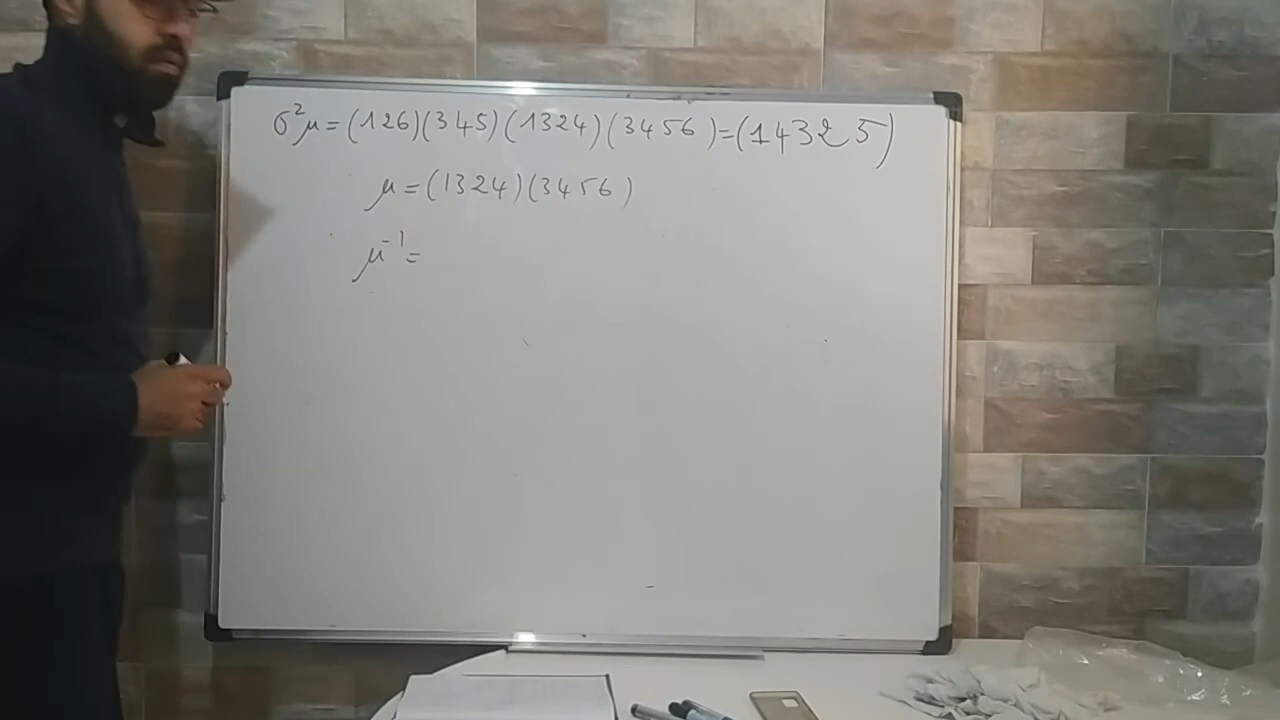 σ²μ = (126)(345)(1324)(3456) = (14325)
μ = (1324)(3456)
μ⁻¹ =